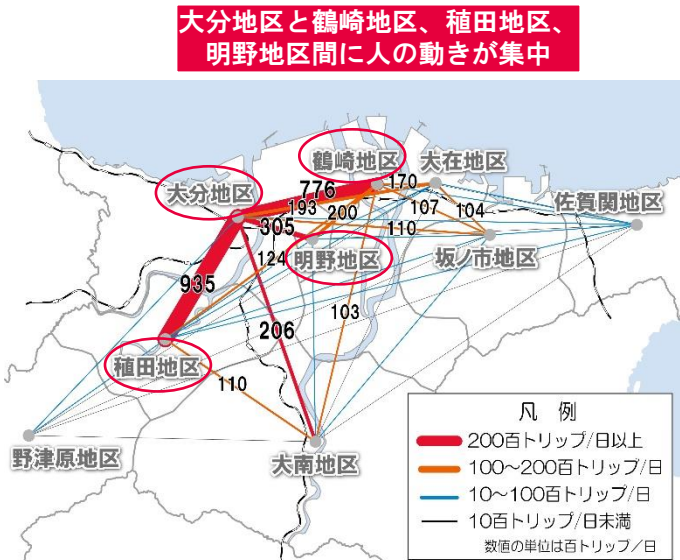 大分地区と鶴崎地区、稙田地区、
明野地区間に人の動きが集中
鶴崎地区
大在地区
大分地区
776
170
佐賀関地区
193
200
107
104
305
110
坂ノ市地区
124
明野地区
935
103
206
稙田地区
110
野津原地区
大南地区
凡 例
200百トリップ/日以上
100～200百トリップ/日
10～100百トリップ/日
10百トリップ/日未満
数値の単位は百トリップ／日